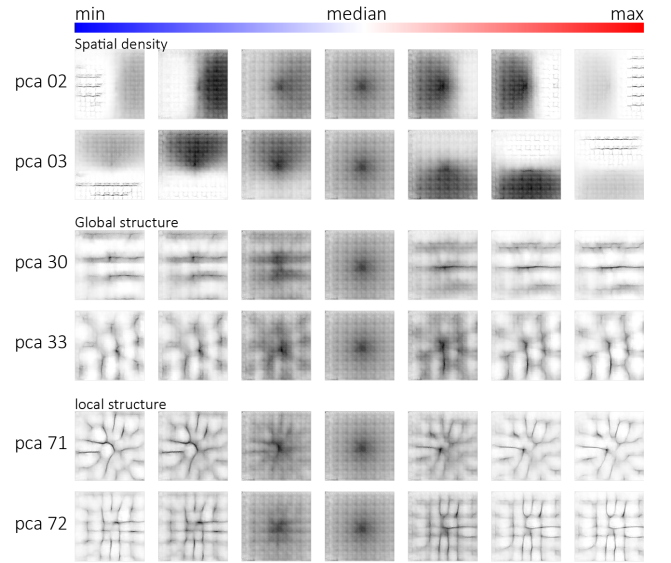 min median max
Spatial density
pca 02
pca 03
Global structure
pca 30
pca 33
local structure
pca 71
pca 72